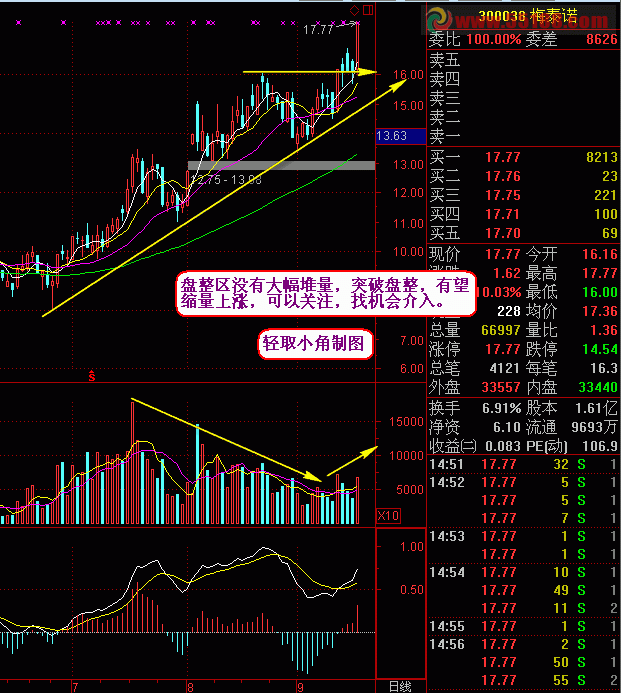 300038 梅泰诺
委比 100.00% 委差 8626
卖五
卖四
卖三
卖二
卖一
买一 17.77 8213
买二 17.76 23
买三 17.75 221
买四 17.71 100
买五 17.70 69
现价 17.77 今开 16.16
1.62 最高 17.77
10.03% 最低 16.00
228 均价 17.36
总量 66997 量比 1.36
涨停 17.77 跌停 14.54
总笔 4121 每笔 16.3
外盘 33557 内盘 33440
换手 6.91% 股本 1.61亿
净资 6.10 流通 9693万
收益㈡ 0.083 PE[动] 106.9
14:51 17.77 32 S 1
14:52 17.77 5 S 1
17.77 5 S 1
17.77 7 S 1
14:53 17.77 1 S 1
17.77 1 S 1
14:54 17.77 10 S 1
17.77 49 S 1
17.77 11 S 2
14:55 17.77 1 S 1
14:56 17.77 2 S 1
17.77 50 S 1
17.77 55 S 2
17.77
16.00
15.00
13.63
13.00
12.00
11.00
10.00
7.00
6.00
12.75 - 13.08
盘整区没有大幅堆量，突破盘整，有望
缩量上涨，可以关注，找机会介入。
轻取小角制图
$
15000
10000
5000
X10
1.00
0.50
7 8 9 日线